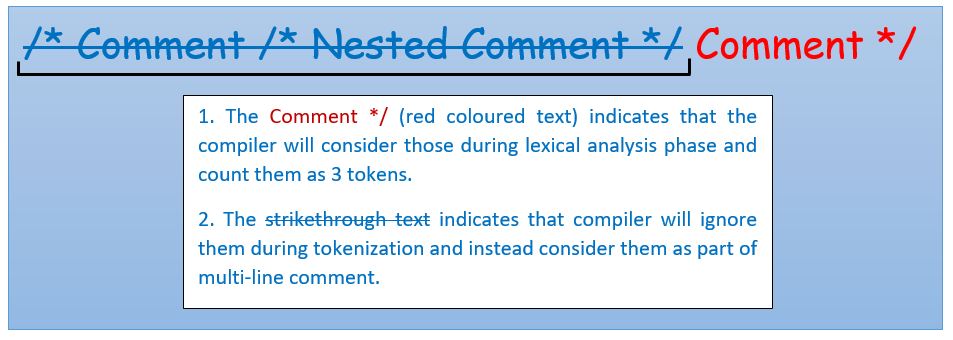 /* Comment /* Nested Comment */ Comment */
1. The Comment */ (red coloured text) indicates that the
compiler will consider those during lexical analysis phase and
count them as 3 tokens.
2. The strikethrough text indicates that compiler will ignore
them during tokenization and instead consider them as part of
multi-line comment.